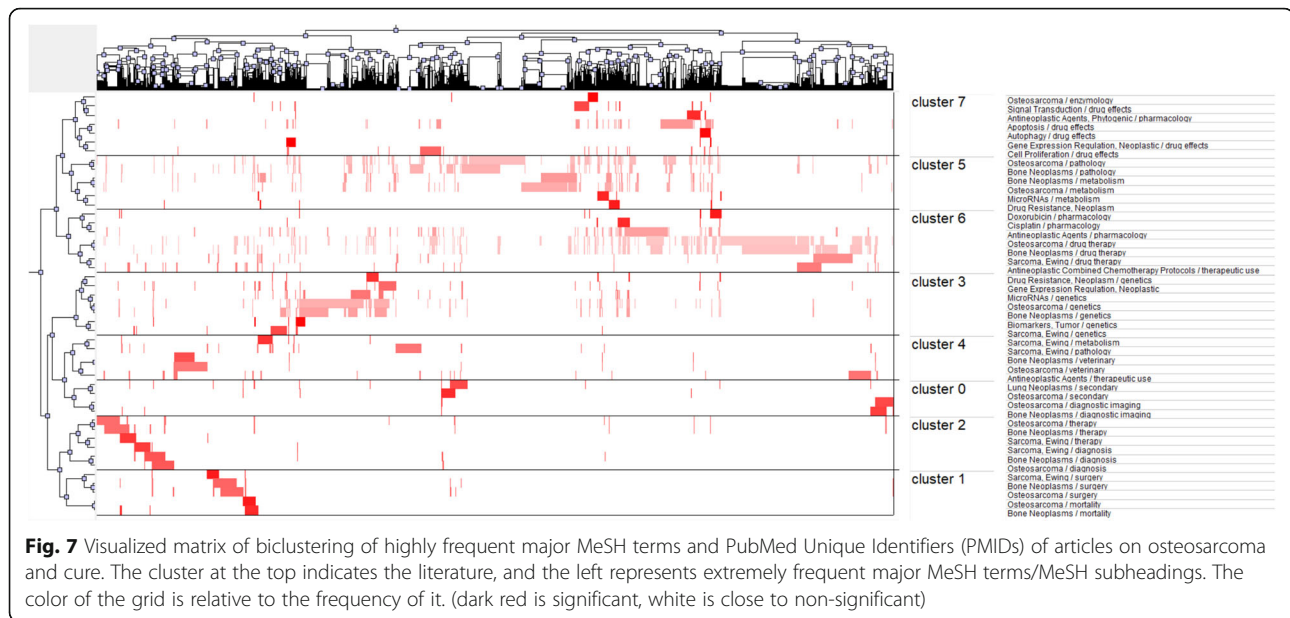 cluster 7
cluster 5
cluster 6
cluster 3
cluster 4
cluster 0
cluster 2
cluster 1
Osteosarcoma / enzymology
Signal Transduction / drug effects
Antineoplastic Agents, Phytogenic / pharmacology
Apoptosis / drug effects
Autophagy / drug effects
Gene Expression Regulation, Neoplastic / drug effects
Cell Proliferation / drug effects
Osteosarcoma / pathology
Bone Neoplasms / pathology
Bone Neoplasms / metabolism
Osteosarcoma / metabolism
MicroRNAs / metabolism
Drug Resistance, Neoplasm
Doxorubicin / pharmacology
Cisplatin / pharmacology
Antineoplastic Agents / pharmacology
Osteosarcoma / drug therapy
Bone Neoplasms / drug therapy
Sarcoma, Ewing / drug therapy
Antineoplastic Combined Chemotherapy Protocols / therapeutic use
Drug Resistance, Neoplasm / genetics
Gene Expression Regulation, Neoplastic
MicroRNAs / genetics
Osteosarcoma / genetics
Bone Neoplasms / genetics
Biomarkers, Tumor / genetics
Sarcoma, Ewing / genetics
Sarcoma, Ewing / metabolism
Sarcoma, Ewing / pathology
Bone Neoplasms / veterinary
Osteosarcoma / veterinary
Antineoplastic Agents / therapeutic use
Lung Neoplasms / secondary
Osteosarcoma / secondary
Osteosarcoma / diagnostic imaging
Bone Neoplasms / diagnostic imaging
Osteosarcoma / therapy
Bone Neoplasms / therapy
Sarcoma, Ewing / therapy
Sarcoma, Ewing / diagnosis
Bone Neoplasms / diagnosis
Osteosarcoma / diagnosis
Sarcoma, Ewing / surgery
Bone Neoplasms / surgery
Osteosarcoma / surgery
Osteosarcoma / mortality
Bone Neoplasms / mortality
Fig. 7 Visualized matrix of biclustering of highly frequent major MeSH terms and PubMed Unique Identifiers (PMIDs) of articles on osteosarcoma
and cure. The cluster at the top indicates the literature, and the left represents extremely frequent major MeSH terms/MeSH subheadings. The
color of the grid is relative to the frequency of it. (dark red is significant, white is close to non-significant)